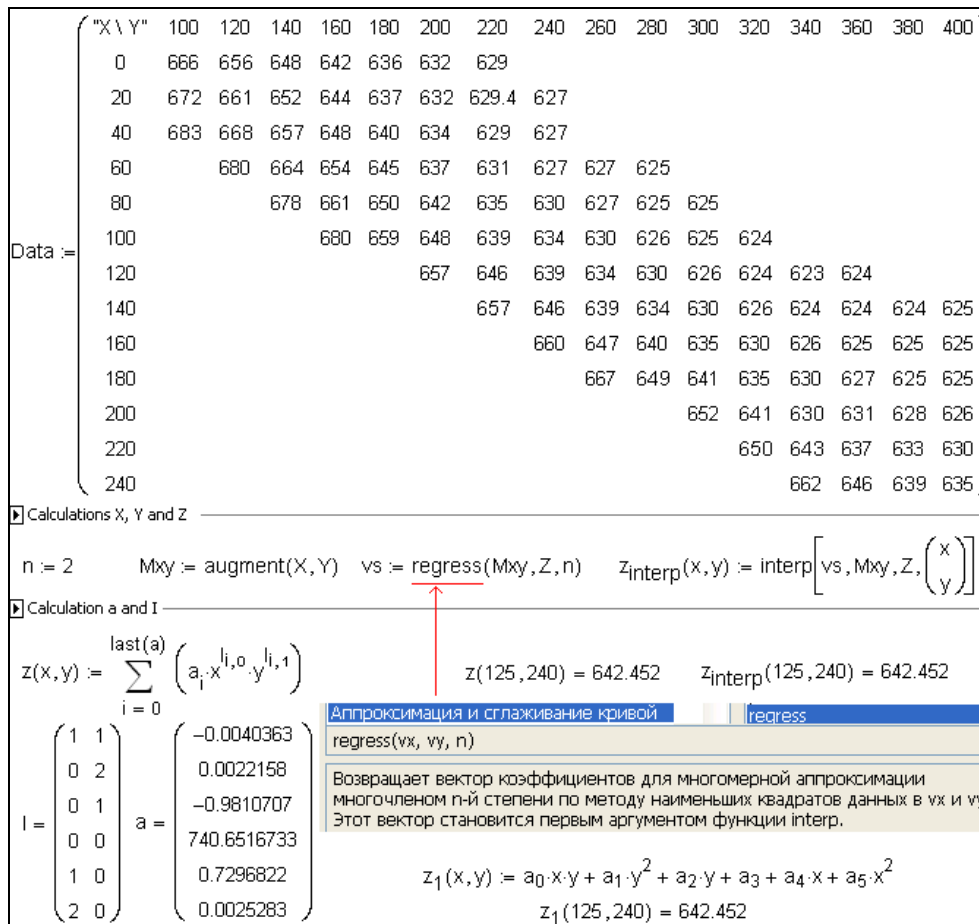 "X \ Y" 100 120 140 160 180 200 220 240 260 280 300 320 340 360 380 400
0 666 656 648 642 636 632 629
20 672 661 652 644 637 632 629.4 627
40 683 668 657 648 640 634 629 627
60 680 664 654 645 637 631 627 627 625
80 678 661 650 642 635 630 627 625 625
Data := 100 680 659 648 639 634 630 626 625 624
120 657 646 639 634 630 626 624 623 624
140 657 646 639 634 630 626 624 624 624 625
160 660 647 640 635 630 626 625 625 625
180 667 649 641 635 630 627 625 625
200 652 641 630 631 628 626
220 650 643 637 633 630
240 662 646 639 635
Calculations X, Y and Z
n := 2 Mxy := augment(X,Y) vs := regress(Mxy,Z,n) z_interp(x,y) := interp[vs,Mxy,Z,(x y)]
Calculation a and I
z(x,y) := ∑_{i = 0}^{last(a)} (a_i·x^{I_{i,0}}·y^{I_{i,1}}) z(125,240) = 642.452 z_interp(125,240) = 642.452
Аппроксимация и сглаживание кривой regress
regress(vx, vy, n)
Возвращает вектор коэффициентов для многомерной аппроксимации
многочленом n-й степени по методу наименьших квадратов данных в vx и vy
Этот вектор становится первым аргументом функции interp.
I = a =
1 1 -0.0040363
0 2 0.0022158
0 1 -0.9810707
0 0 740.6516733
1 0 0.7296822
2 0 0.0025283
z₁(x,y) := a₀·x·y + a₁·y² + a₂·y + a₃ + a₄·x + a₅·x²
z₁(125,240) = 642.452